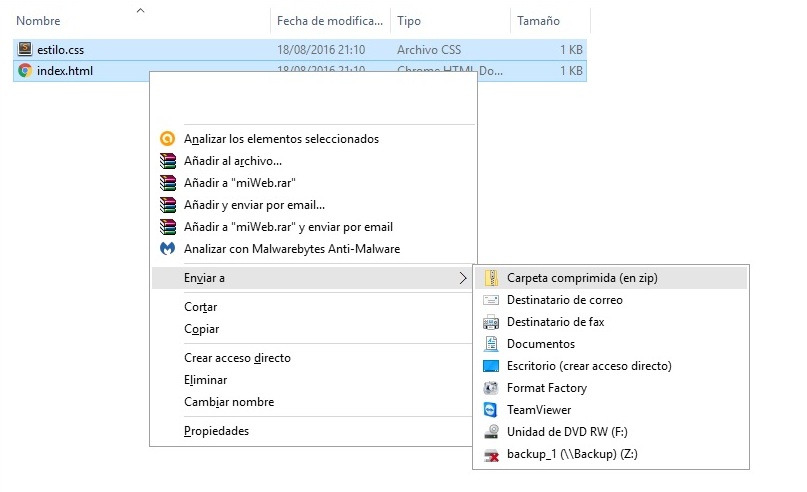 Nombre Fecha de modifica... Tipo Tamaño
estilo.css 18/08/2016 21:10 Archivo CSS 1 KB
index.html 18/08/2016 21:10 Chrome HTML Do... 1 KB
Analizar los elementos seleccionados
Añadir al archivo...
Añadir a "miWeb.rar"
Añadir y enviar por email...
Añadir a "miWeb.rar" y enviar por email
Analizar con Malwarebytes Anti-Malware
Enviar a
Cortar
Copiar
Crear acceso directo
Eliminar
Cambiar nombre
Propiedades
Carpeta comprimida (en zip)
Destinatario de correo
Destinatario de fax
Documentos
Escritorio (crear acceso directo)
Format Factory
TeamViewer
Unidad de DVD RW (F:)
backup_1 (\\Backup) (Z:)